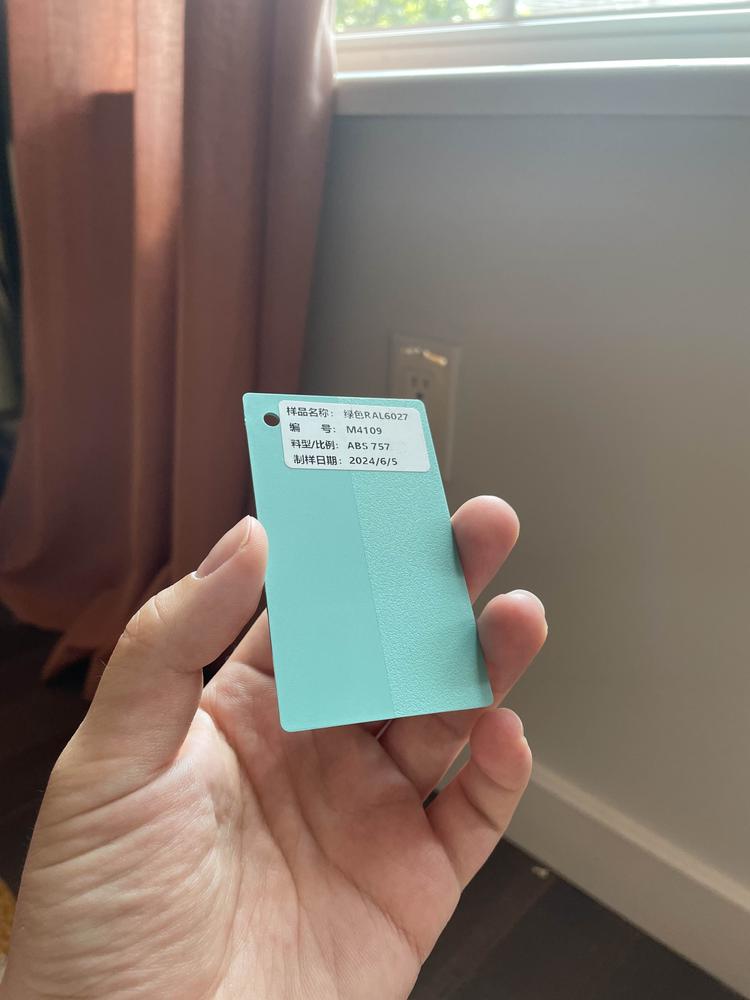 样品名称: 绿色RAL6027
编 号: M4109
料型/比例: ABS 757
制样日期: 2024/6/5